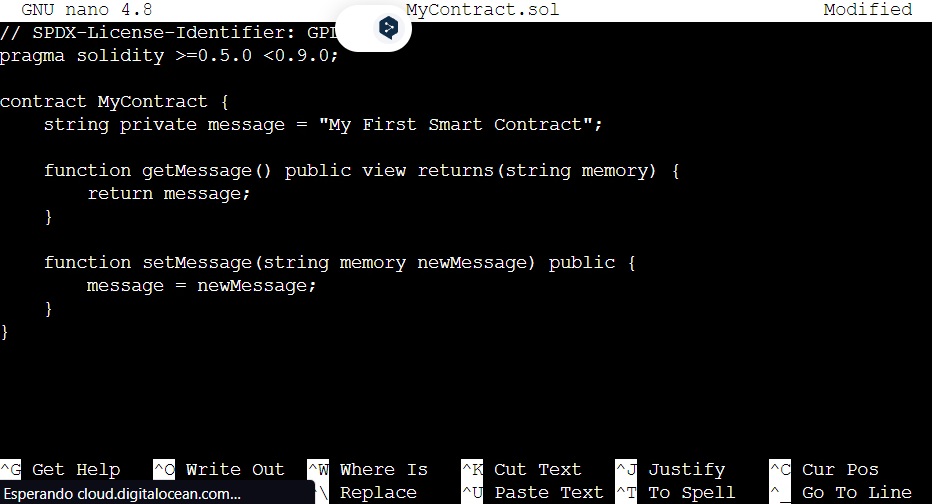 GNU nano 4.8 MyContract.sol Modified
// SPDX-License-Identifier:
pragma solidity >=0.5.0 <0.9.0;
contract MyContract {
    string private message = "My First Smart Contract";
    function getMessage() public view returns(string memory) {
        return message;
    }
    function setMessage(string memory newMessage) public {
        message = newMessage;
    }
}
^G Get Help ^O Write Out ^W Where Is ^K Cut Text ^J Justify ^C Cur Pos
Esperando cloud.digitalocean.com... ^\ Replace ^U Paste Text ^T To Spell ^_ Go To Line